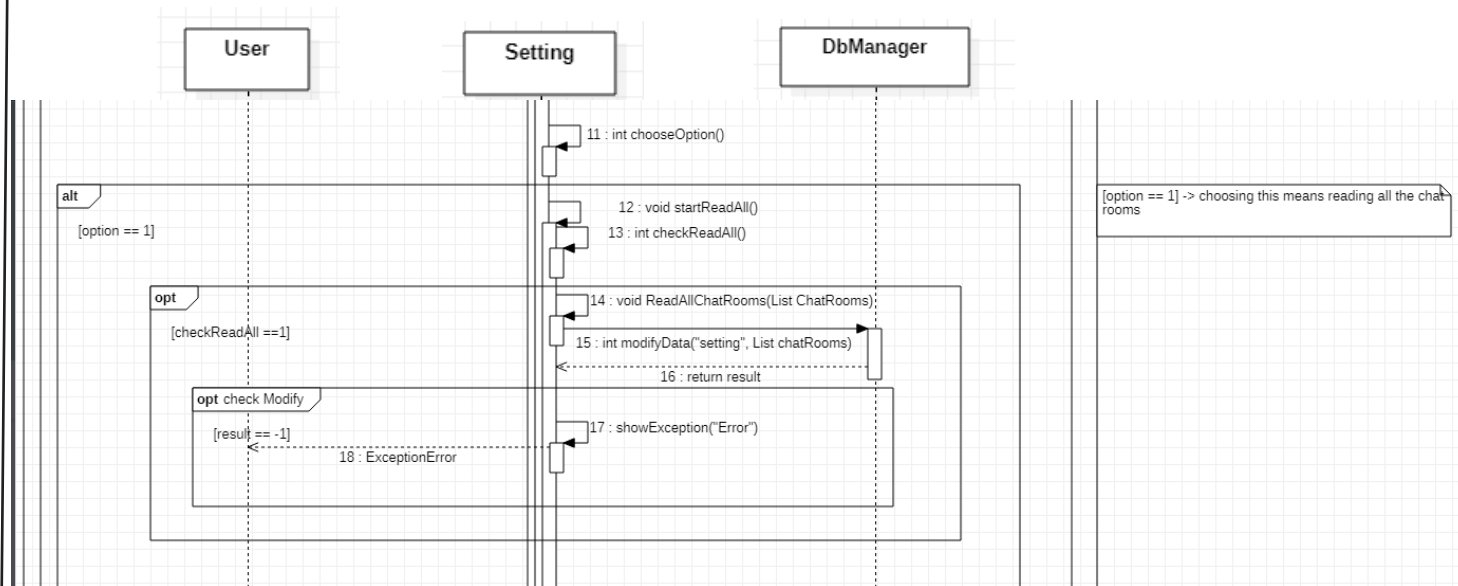 User
Setting
DbManager
11 : int chooseOption()
alt
[option == 1] -> choosing this means reading all the chat
rooms
12 : void startReadAll()
[option == 1]
13 : int checkReadAll()
opt
14 : void ReadAllChatRooms(List ChatRooms)
[checkReadAll ==1]
15 : int modifyData("setting", List chatRooms)
16 : return result
opt check Modify
17 : showException("Error")
[result == -1]
18 : ExceptionError